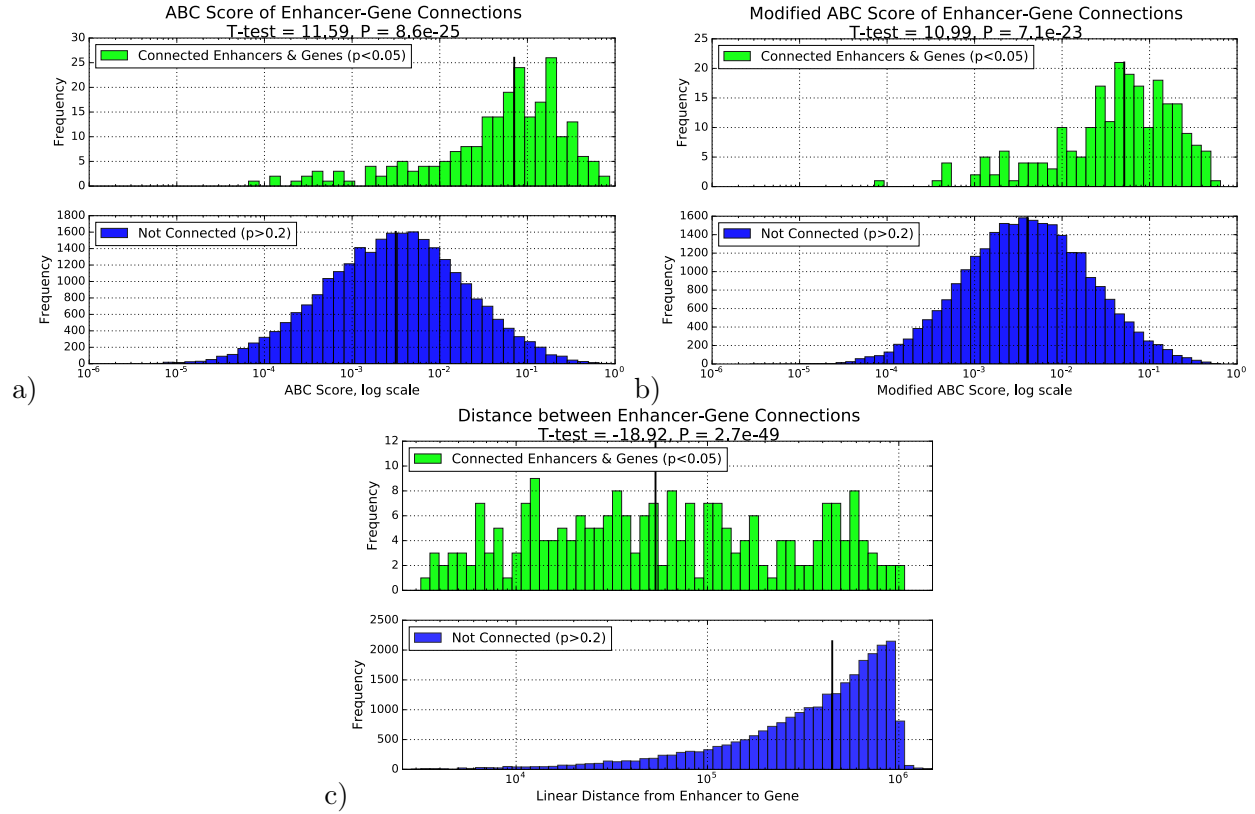 ABC Score of Enhancer-Gene Connections
T-test = 11.59, P = 8.6e-25
Connected Enhancers & Genes (p<0.05)
Frequency
30
25
20
15
10
5
0
Not Connected (p>0.2)
Frequency
1800
1600
1400
1200
1000
800
600
400
200
0
10^-6 10^-5 10^-4 10^-3 10^-2 10^-1 10^0
ABC Score, log scale
a)
Modified ABC Score of Enhancer-Gene Connections
T-test = 10.99, P = 7.1e-23
Connected Enhancers & Genes (p<0.05)
Frequency
25
20
15
10
5
0
Not Connected (p>0.2)
Frequency
1600
1400
1200
1000
800
600
400
200
0
10^-6 10^-5 10^-4 10^-3 10^-2 10^-1 10^0
Modified ABC Score, log scale
b)
Distance between Enhancer-Gene Connections
T-test = -18.92, P = 2.7e-49
Connected Enhancers & Genes (p<0.05)
Frequency
12
10
8
6
4
2
0
Not Connected (p>0.2)
Frequency
2500
2000
1500
1000
500
0
10^4 10^5 10^6
Linear Distance from Enhancer to Gene
c)